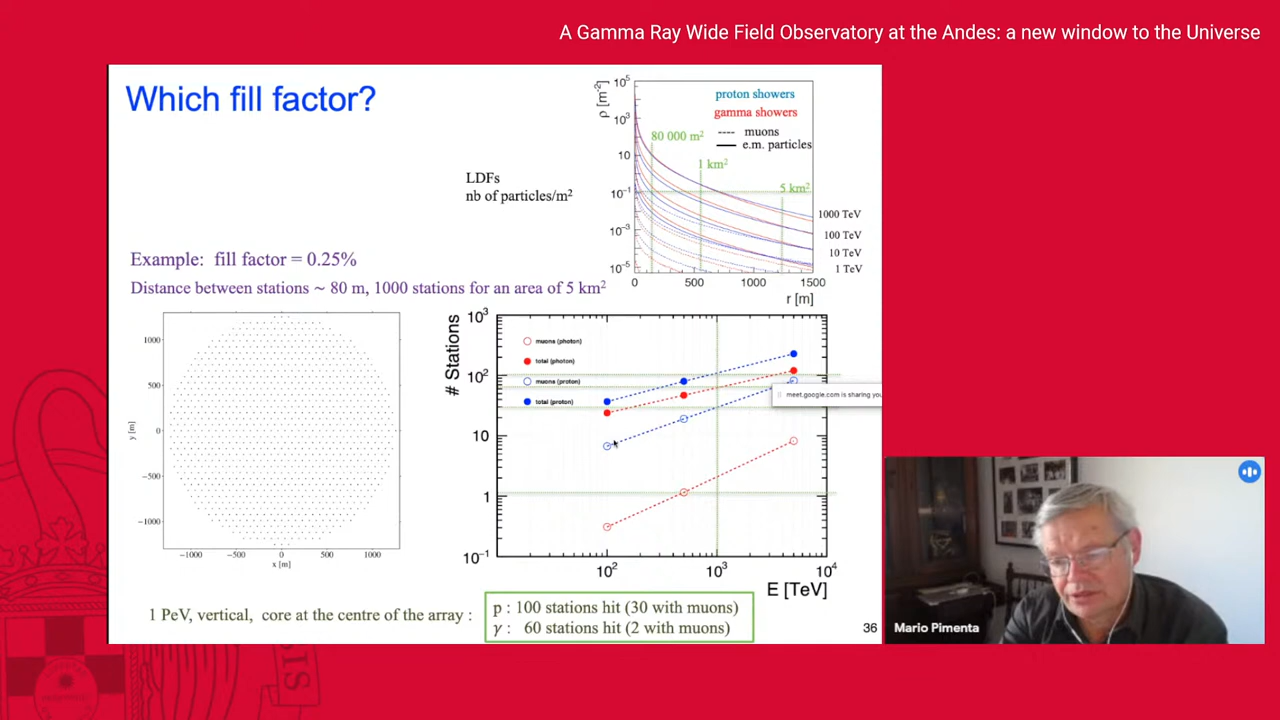 A Gamma Ray Wide Field Observatory at the Andes: a new window to the Universe
Which fill factor?
LDFs
nb of particles/m²
ρ [m⁻²]
10⁵
10³
10
10⁻¹
10⁻³
10⁻⁵
proton showers
gamma showers
muons
e.m. particles
80 000 m²
1 km²
5 km²
1000 TeV
100 TeV
10 TeV
1 TeV
0 500 1000 1500
r [m]
Example: fill factor = 0.25%
Distance between stations ~ 80 m, 1000 stations for an area of 5 km²
y [m]
1000
500
0
−500
−1000
−1000 −500 0 500 1000
x [m]
# Stations
10³
10²
10
1
10⁻¹
muons (photon)
total (photon)
muons (proton)
total (proton)
meet.google.com is sharing you
10² 10³ 10⁴
E [TeV]
1 PeV, vertical, core at the centre of the array :
p : 100 stations hit (30 with muons)
γ : 60 stations hit (2 with muons)
36
Mario Pimenta